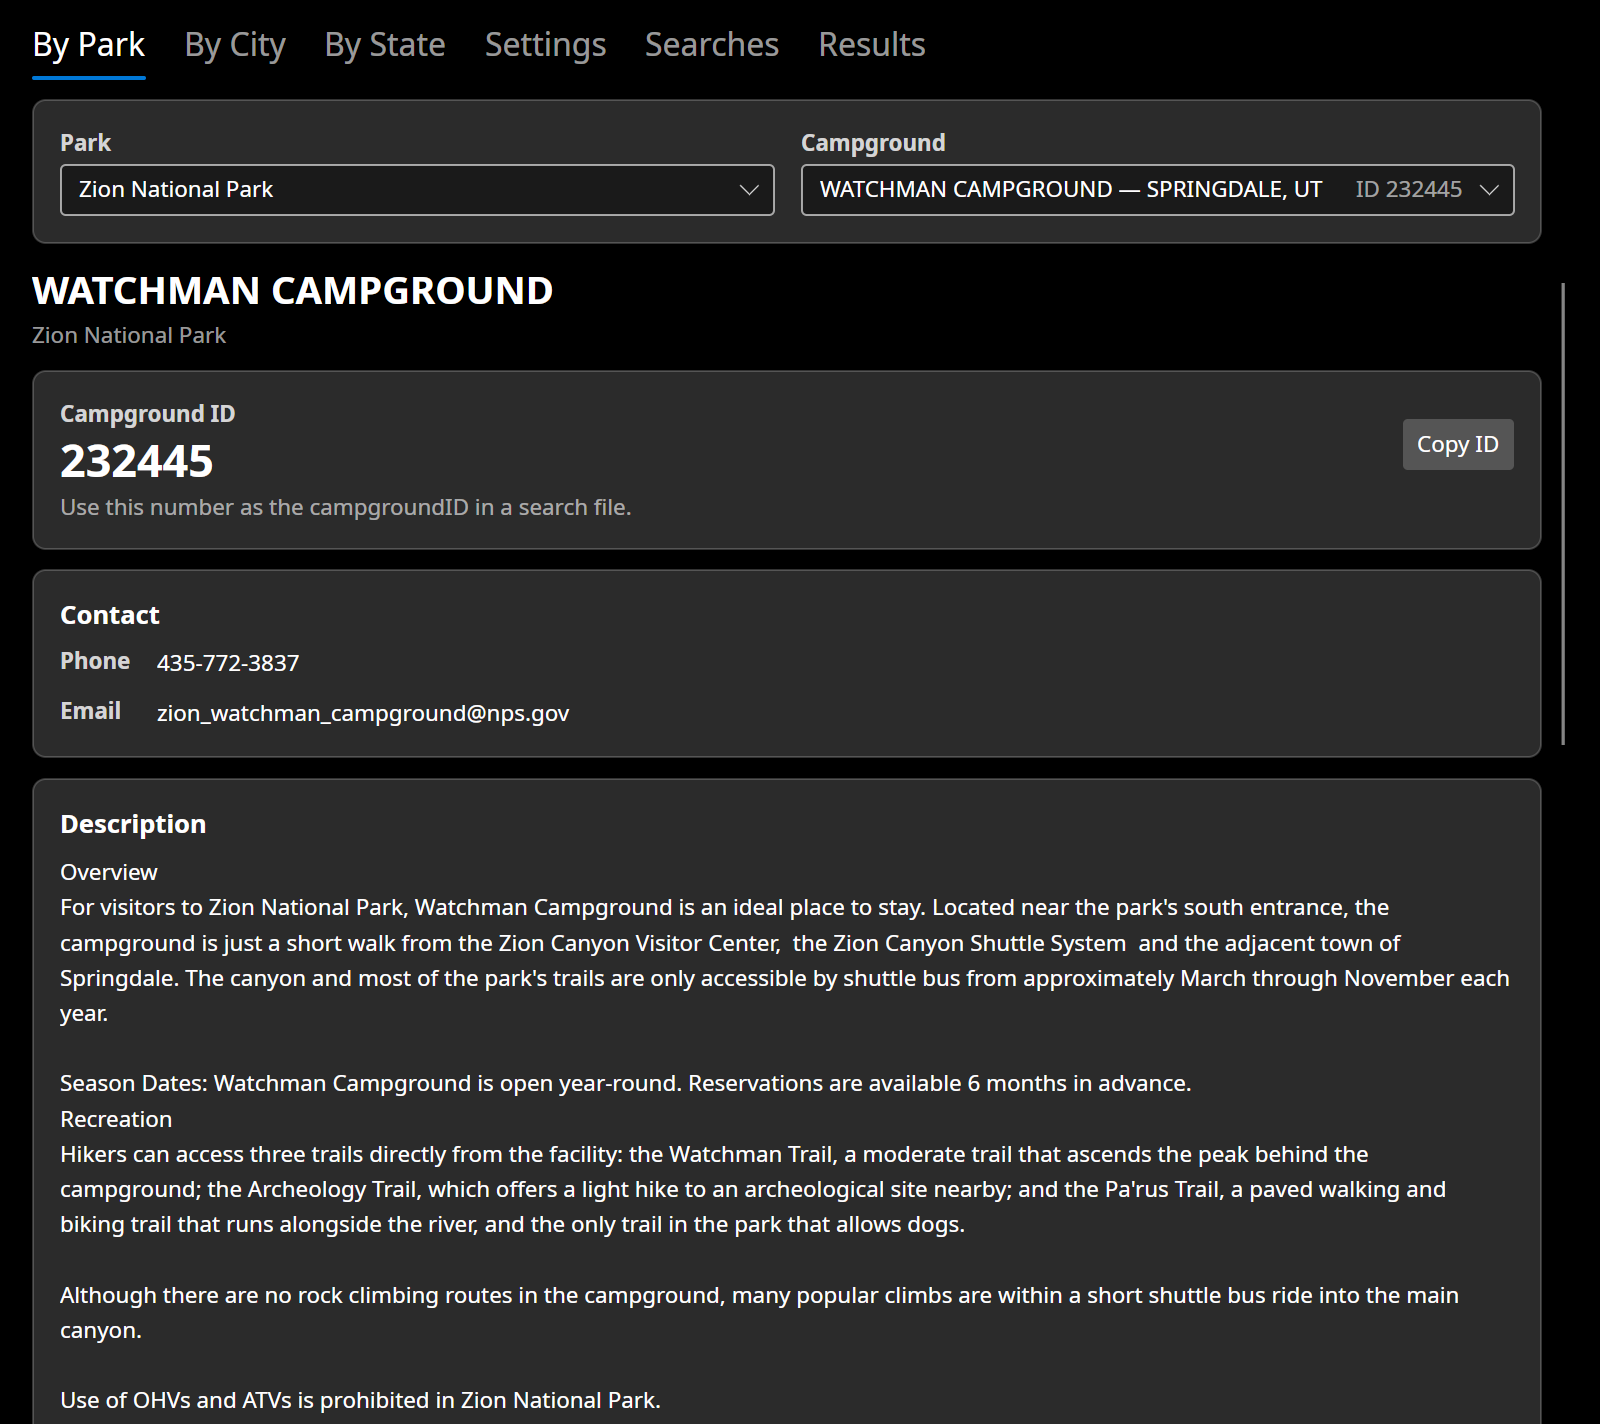 By Park By City By State Settings Searches Results
Park
Zion National Park
Campground
WATCHMAN CAMPGROUND — SPRINGDALE, UT ID 232445
WATCHMAN CAMPGROUND
Zion National Park
Campground ID
232445
Use this number as the campgroundID in a search file.
Copy ID
Contact
Phone 435-772-3837
Email zion_watchman_campground@nps.gov
Description
Overview
For visitors to Zion National Park, Watchman Campground is an ideal place to stay. Located near the park's south entrance, the
campground is just a short walk from the Zion Canyon Visitor Center,  the Zion Canyon Shuttle System  and the adjacent town of
Springdale. The canyon and most of the park's trails are only accessible by shuttle bus from approximately March through November each
year.
Season Dates: Watchman Campground is open year-round. Reservations are available 6 months in advance.
Recreation
Hikers can access three trails directly from the facility: the Watchman Trail, a moderate trail that ascends the peak behind the
campground; the Archeology Trail, which offers a light hike to an archeological site nearby; and the Pa'rus Trail, a paved walking and
biking trail that runs alongside the river, and the only trail in the park that allows dogs.
Although there are no rock climbing routes in the campground, many popular climbs are within a short shuttle bus ride into the main
canyon.
Use of OHVs and ATVs is prohibited in Zion National Park.